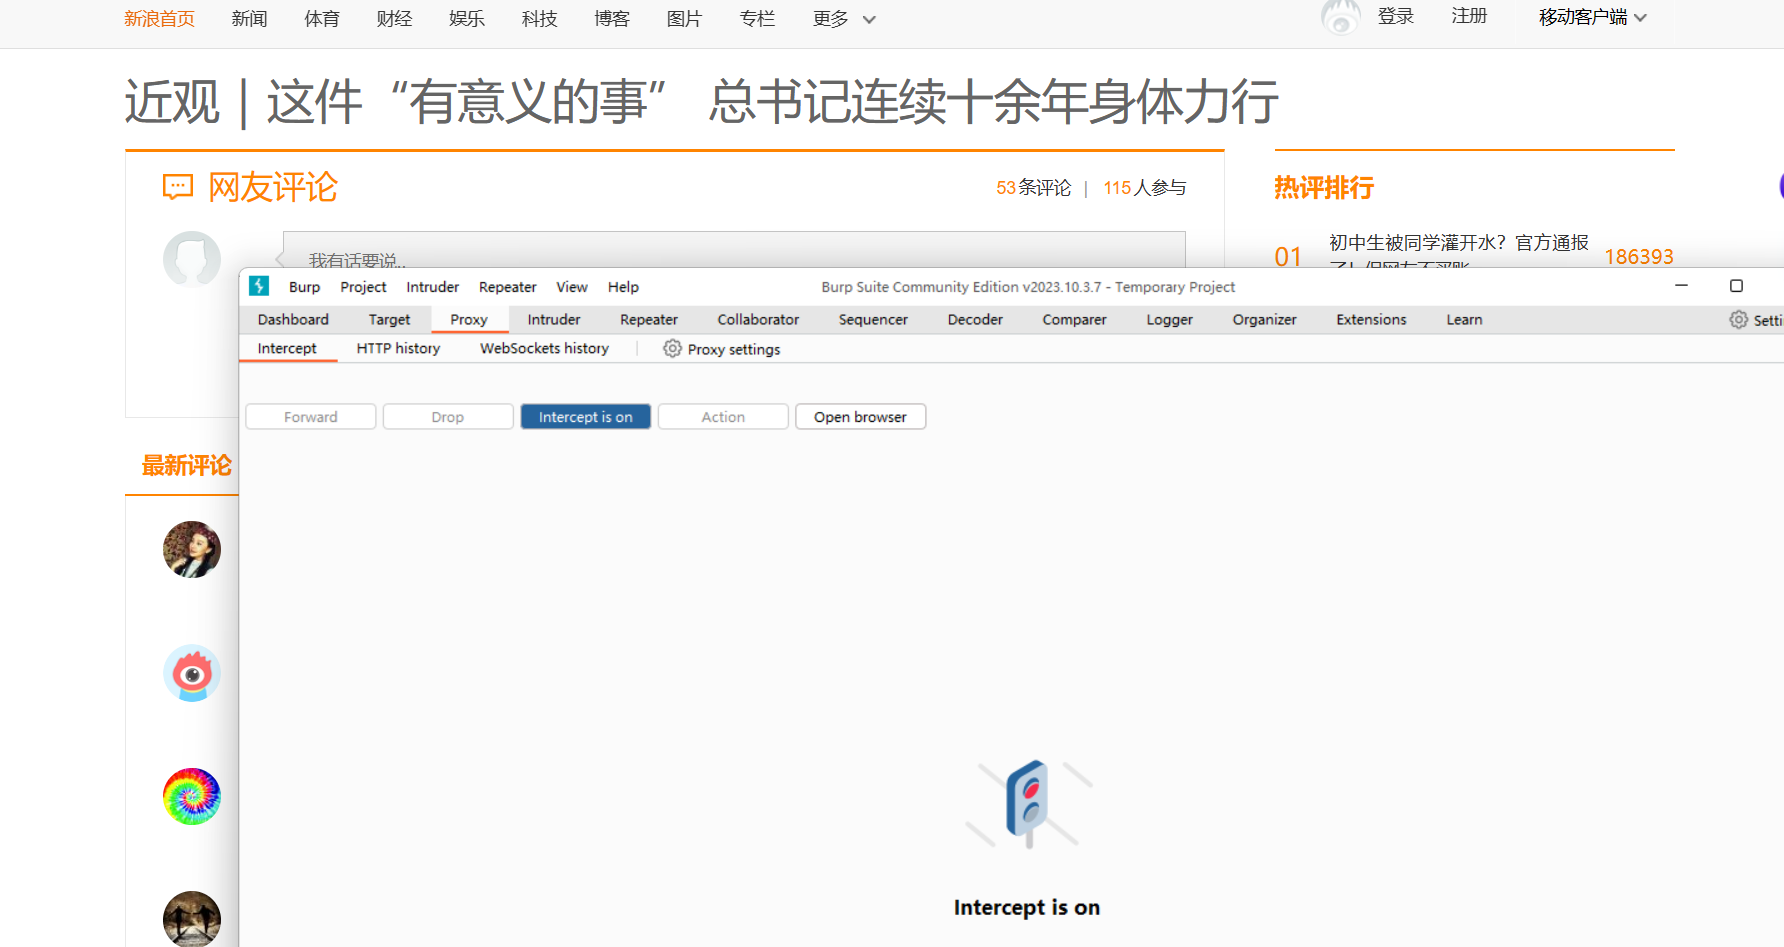 新浪首页 新闻 体育 财经 娱乐 科技 博客 图片 专栏 更多 登录 注册 移动客户端
近观｜这件“有意义的事” 总书记连续十余年身体力行
网友评论 53条评论 | 115人参与
我有话要说..
热评排行
01 初中生被同学灌开水？官方通报 186393
Burp Project Intruder Repeater View Help Burp Suite Community Edition v2023.10.3.7 - Temporary Project
Dashboard Target Proxy Intruder Repeater Collaborator Sequencer Decoder Comparer Logger Organizer Extensions Learn Setti
Intercept HTTP history WebSockets history Proxy settings
Forward Drop Intercept is on Action Open browser
最新评论
Intercept is on